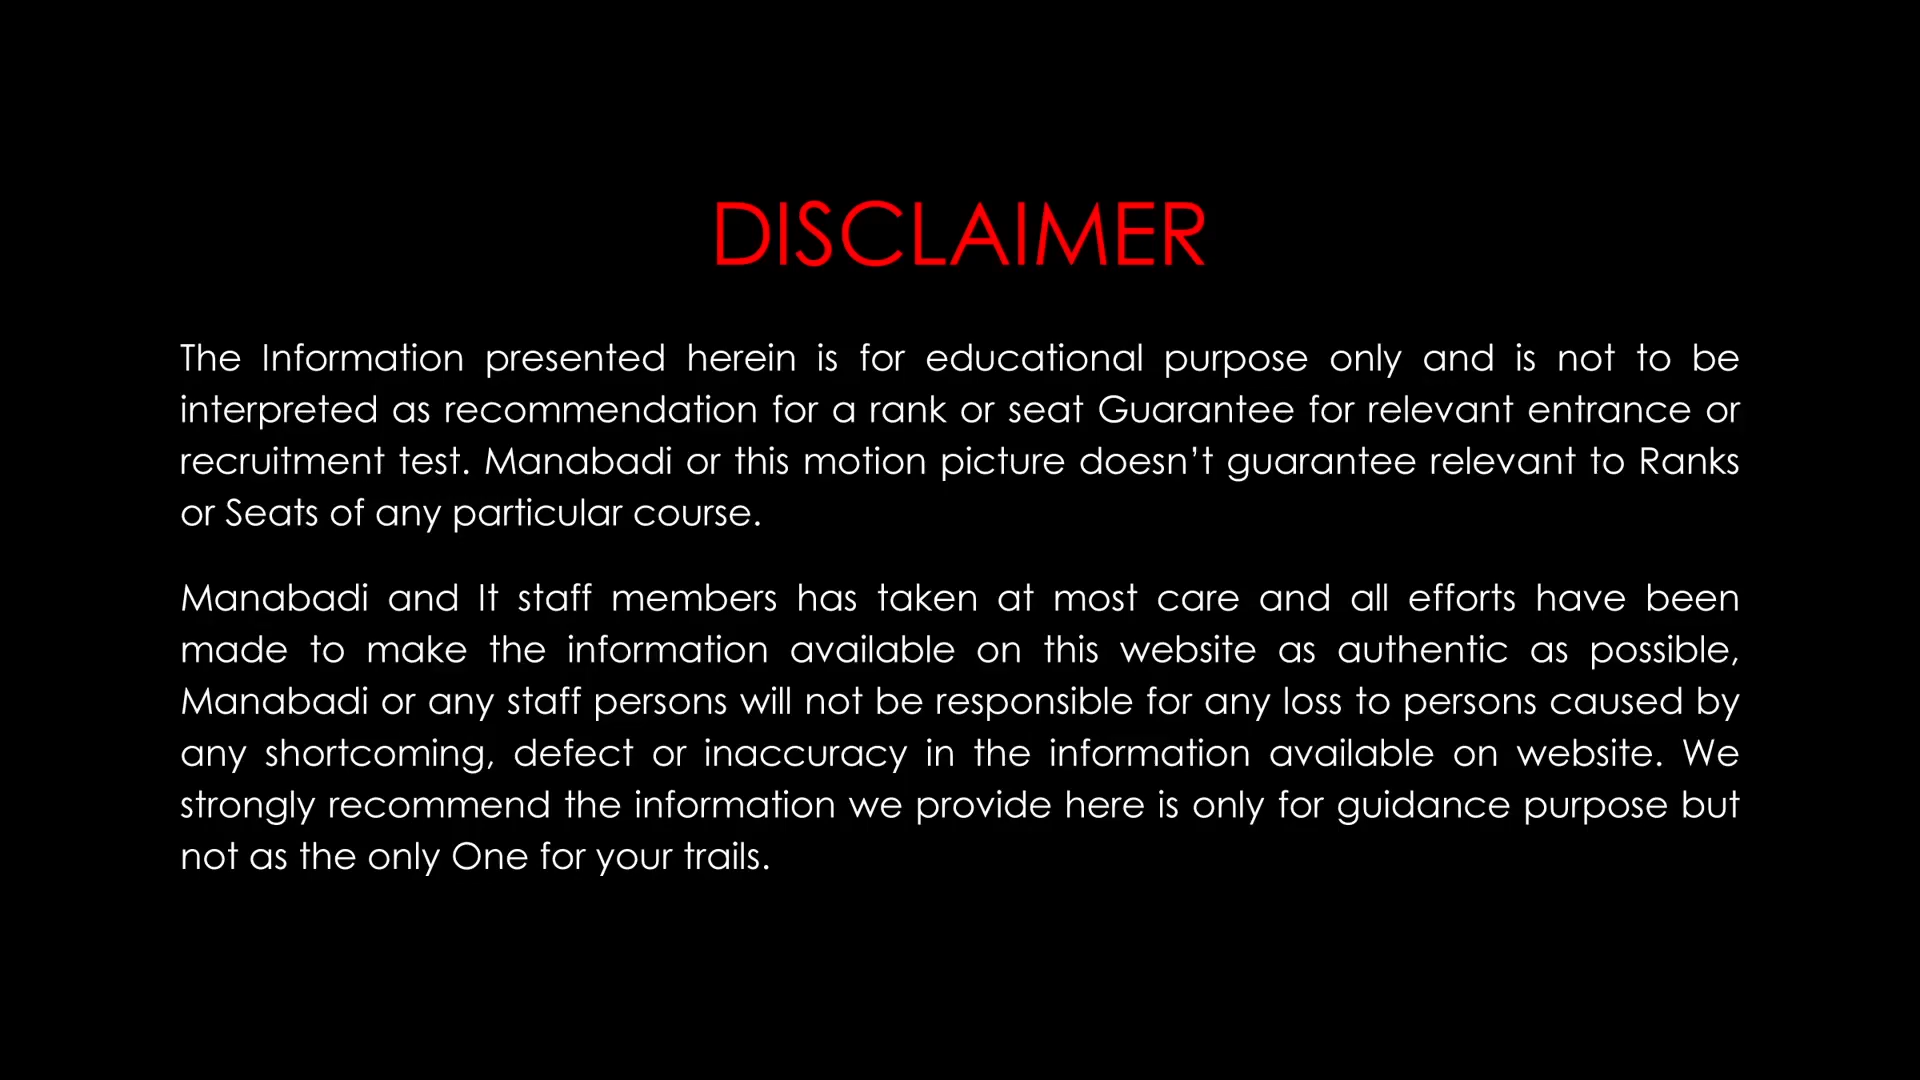 DISCLAIMER
The Information presented herein is for educational purpose only and is not to be
interpreted as recommendation for a rank or seat Guarantee for relevant entrance or
recruitment test. Manabadi or this motion picture doesn’t guarantee relevant to Ranks
or Seats of any particular course.
Manabadi and It staff members has taken at most care and all efforts have been
made to make the information available on this website as authentic as possible,
Manabadi or any staff persons will not be responsible for any loss to persons caused by
any shortcoming, defect or inaccuracy in the information available on website. We
strongly recommend the information we provide here is only for guidance purpose but
not as the only One for your trails.